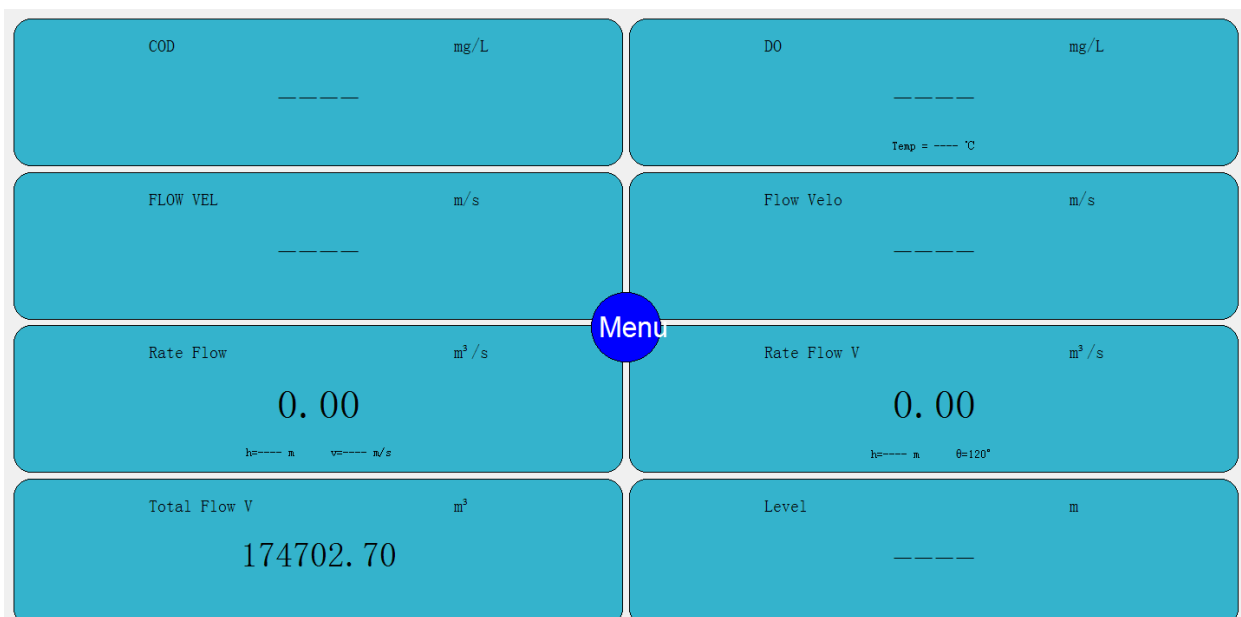 COD mg/L
DO mg/L
————
————
Temp = ---- ℃
FLOW VEL m/s
Flow Velo m/s
————
————
Menu
Rate Flow m³/s
Rate Flow V m³/s
0.00
0.00
h=---- m v=---- m/s
h=---- m θ=120°
Total Flow V m³
Level m
174702.70
————